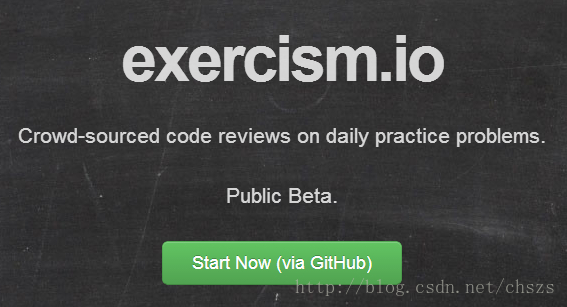 exercism.io
Crowd-sourced code reviews on daily practice problems.
Public Beta.
Start Now (via GitHub)
http://blog.csdn.net/chszs